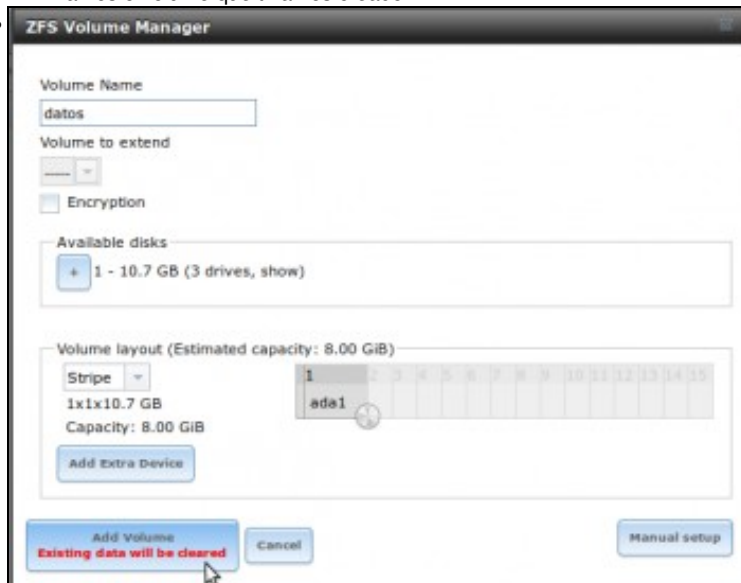 ZFS Volume Manager
Volume Name
datos
Volume to extend
-----
Encryption
Available disks
+ 1 - 10.7 GB (3 drives, show)
Volume layout (Estimated capacity: 8.00 GiB)
Stripe
1 2 3 4 5 6 7 8 9 10 11 12 13 14 15
1x1x10.7 GB
ada1
Capacity: 8.00 GiB
Add Extra Device
Add Volume
Existing data will be cleared
Cancel
Manual setup